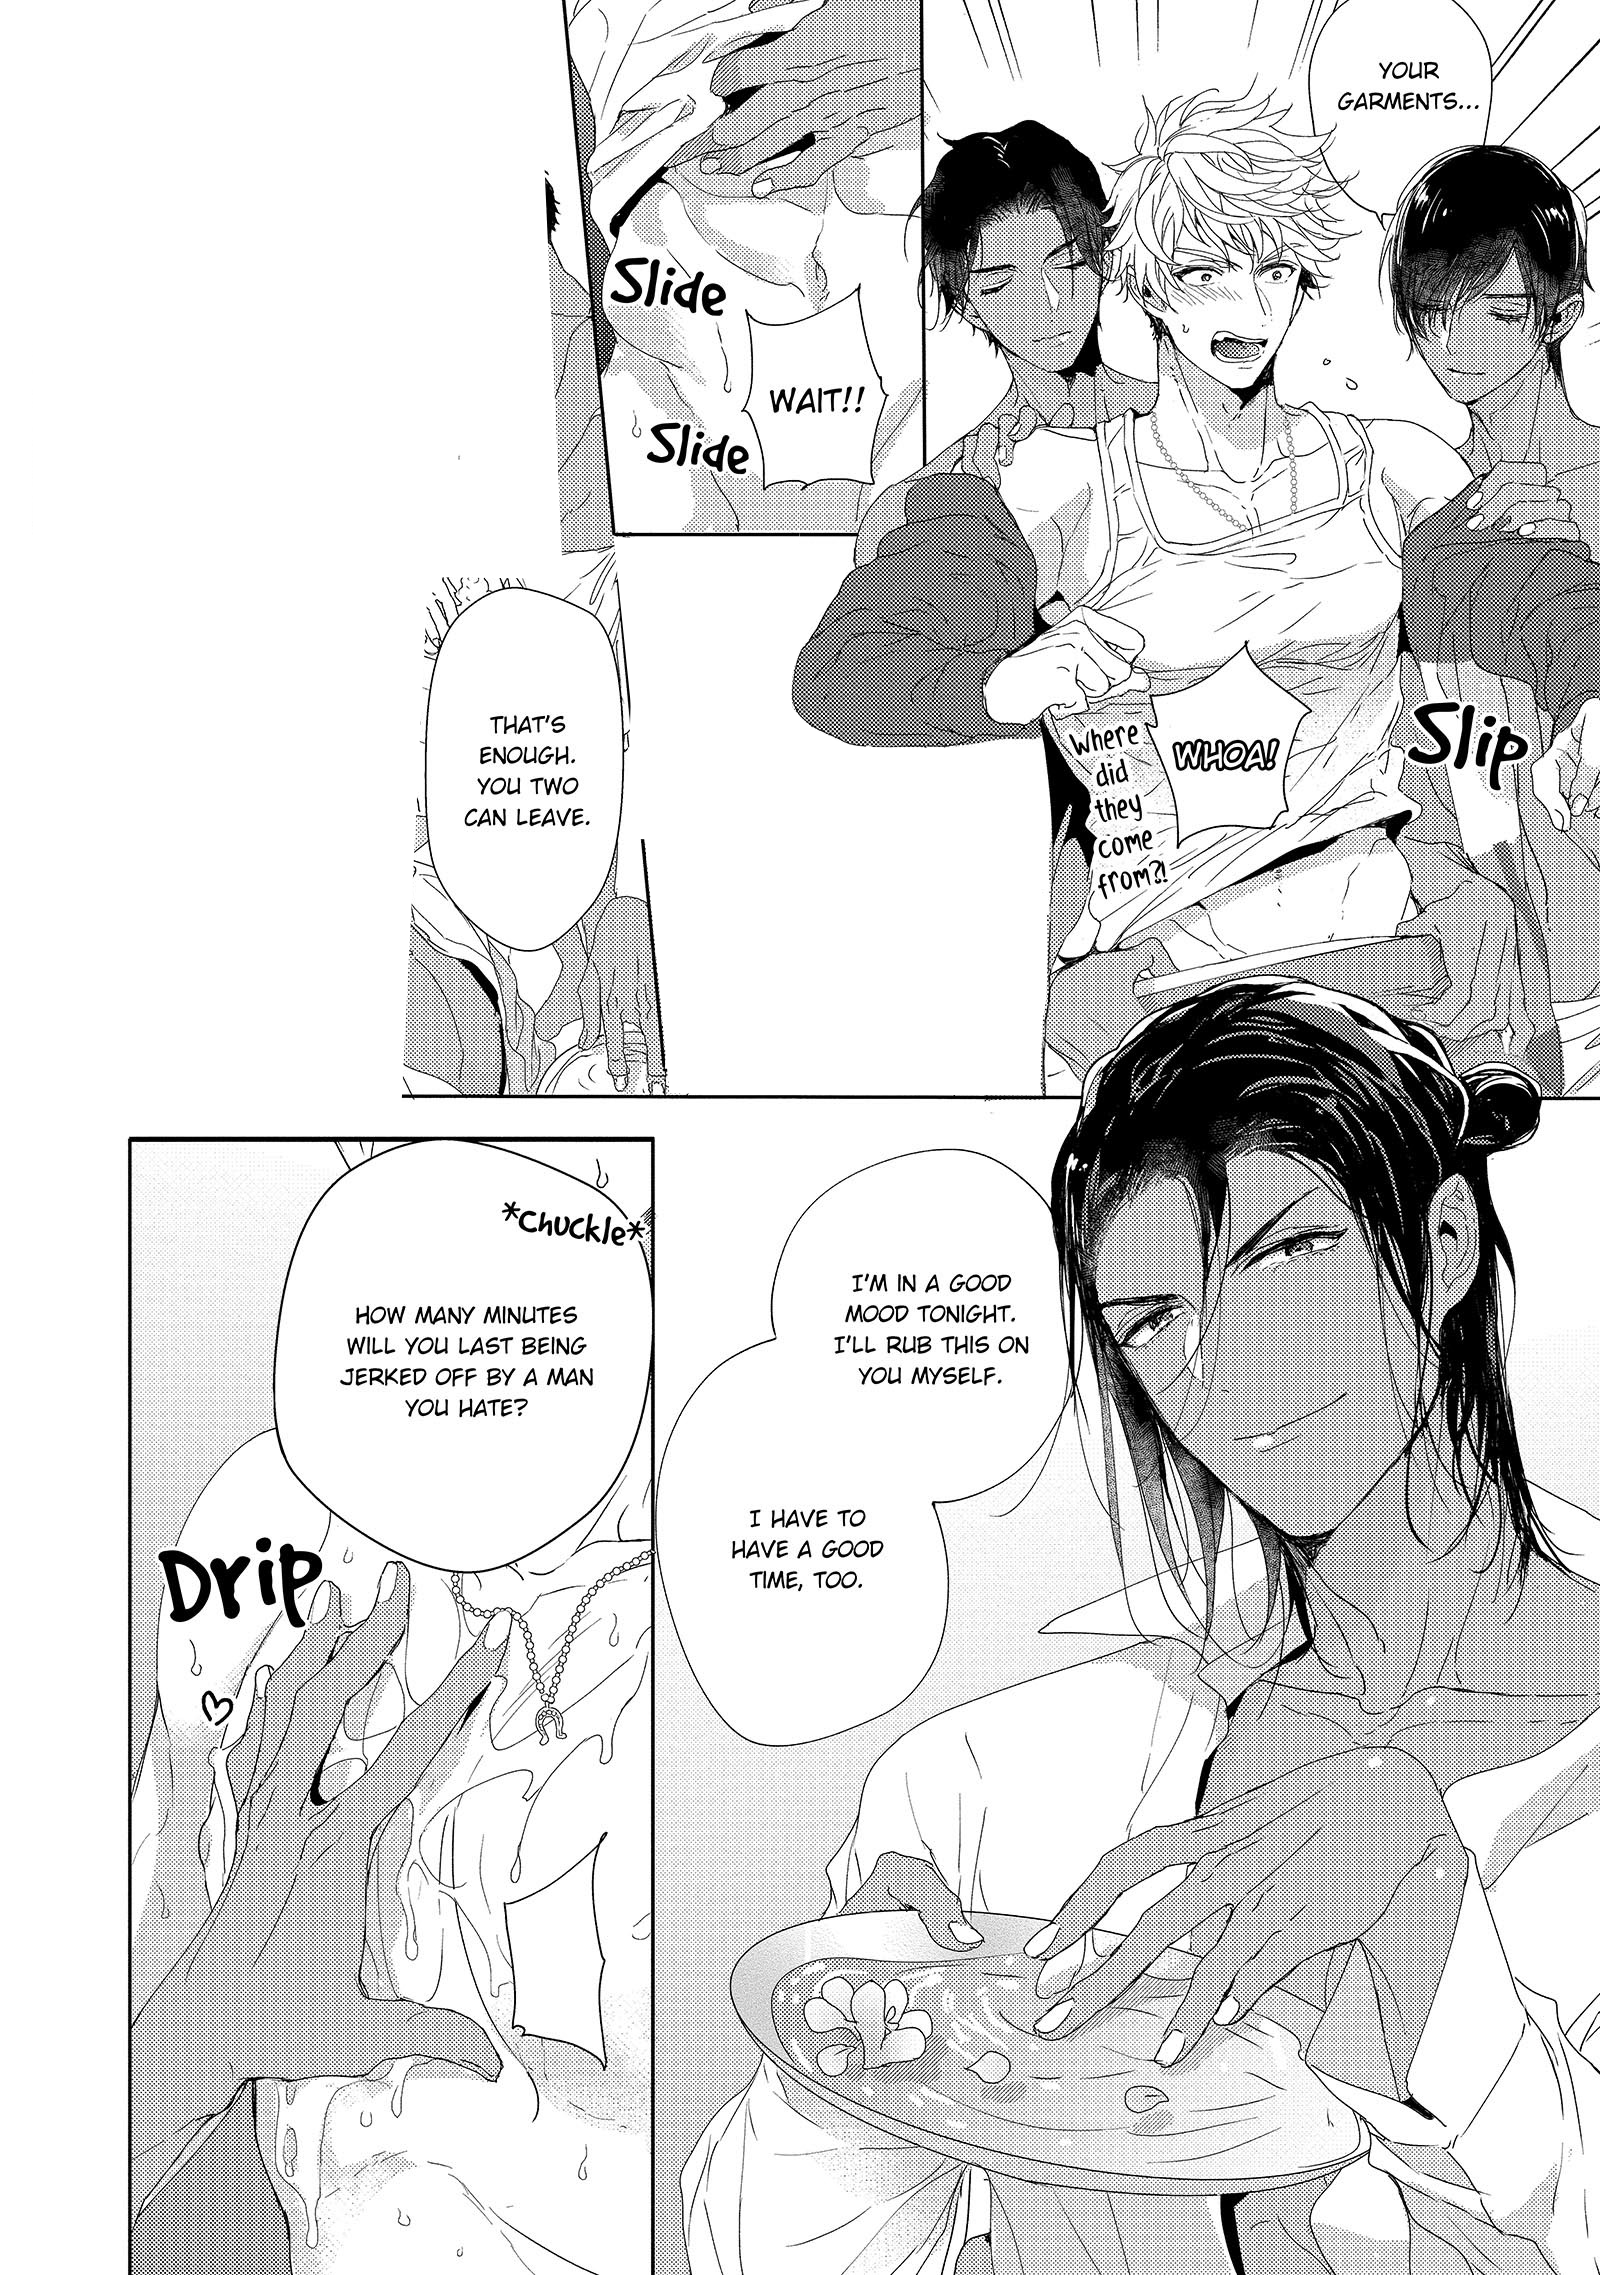 YOUR
GARMENTS...
Slip
WHOA!
Where
did
they
come
from?!
WAIT!!
Slide
Slide
THAT'S
ENOUGH.
YOU TWO
CAN LEAVE.
I'M IN A GOOD
MOOD TONIGHT.
I'LL RUB THIS ON
YOU MYSELF.
I HAVE TO
HAVE A GOOD
TIME, TOO.
*Chuckle*
HOW MANY MINUTES
WILL YOU LAST BEING
JERKED OFF BY A MAN
YOU HATE?
Drip